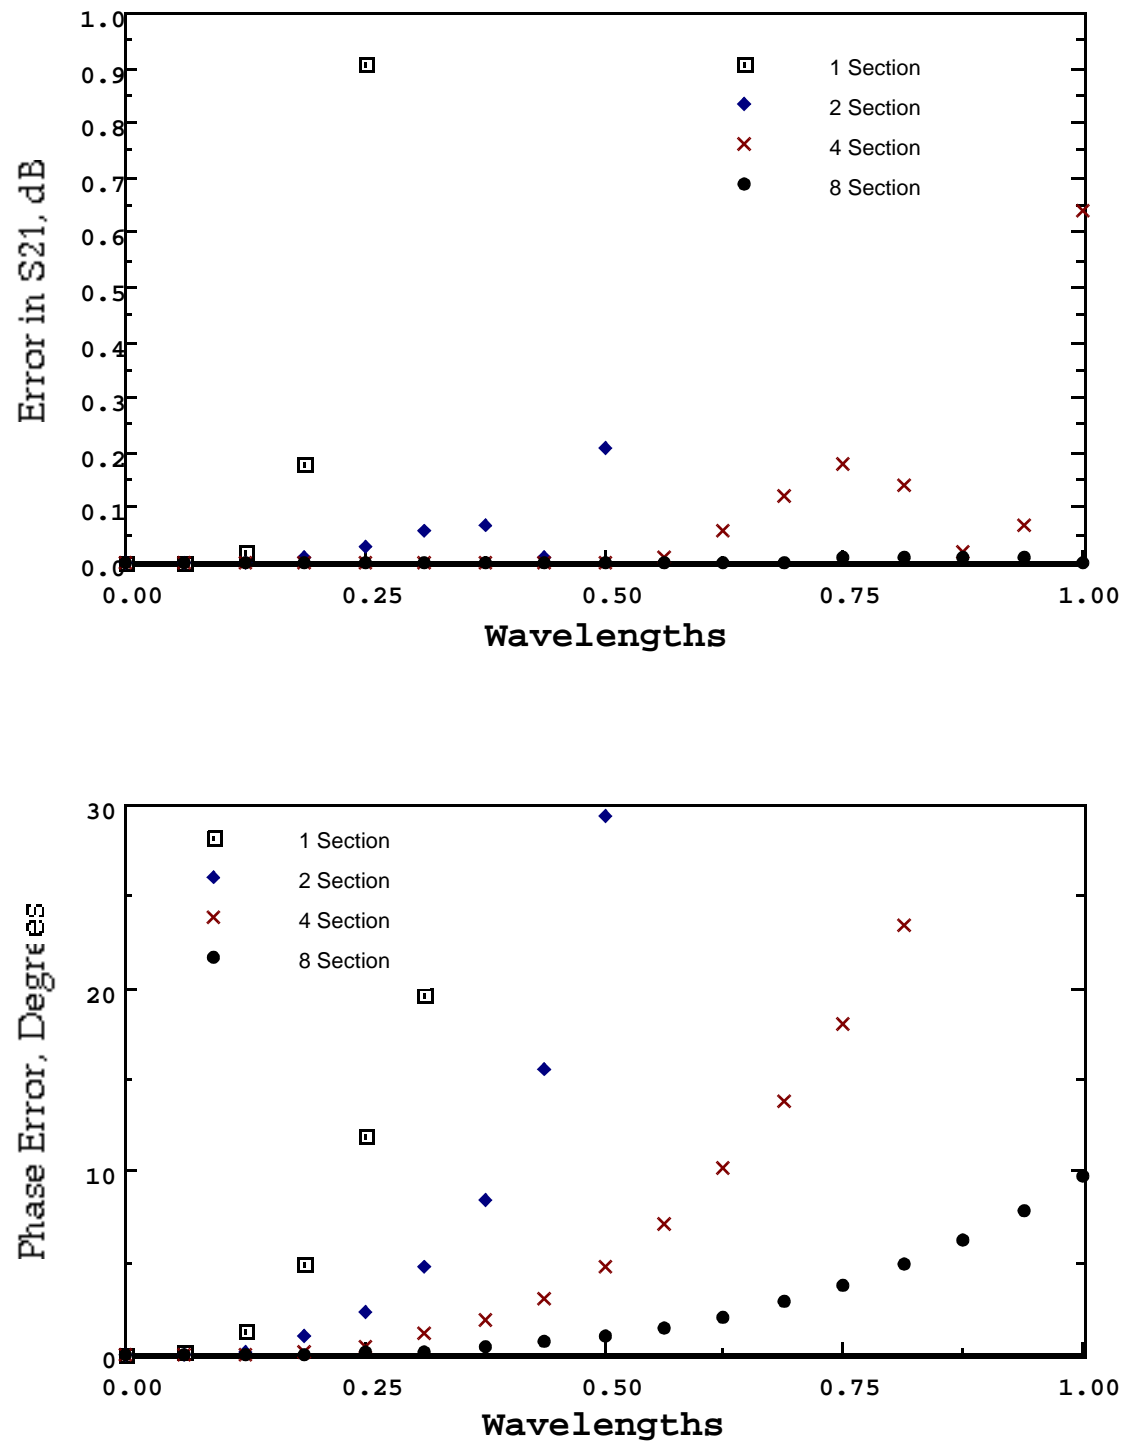 1.0
0.9
0.8
0.7
0.6
0.5
0.4
0.3
0.2
0.1
0.0
Error in S21, dB
1 Section
2 Section
4 Section
8 Section
0.00 0.25 0.50 0.75 1.00
Wavelengths
30
20
10
0
Phase Error, Degrees
1 Section
2 Section
4 Section
8 Section
0.00 0.25 0.50 0.75 1.00
Wavelengths